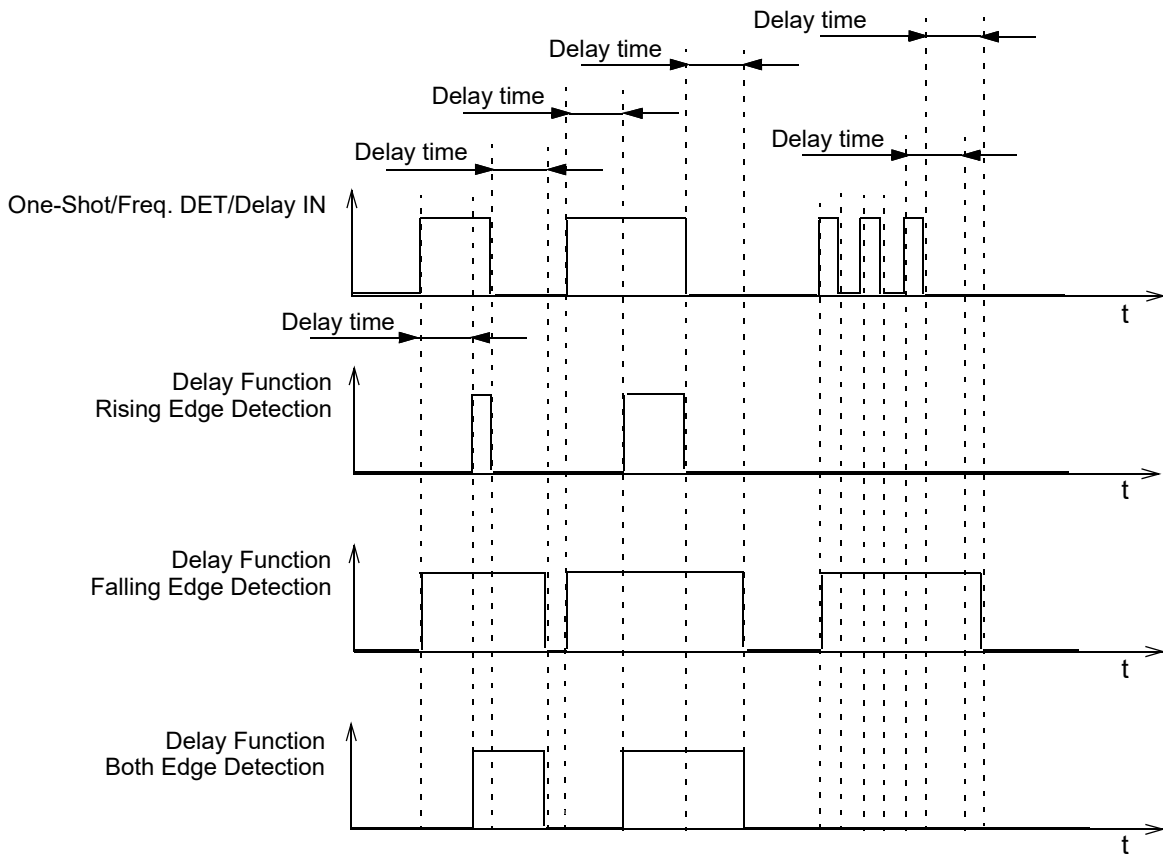 Delay time
Delay time
Delay time
Delay time
Delay time
One-Shot/Freq. DET/Delay IN
t
Delay time
Delay Function
Rising Edge Detection
t
Delay Function
Falling Edge Detection
t
Delay Function
Both Edge Detection
t